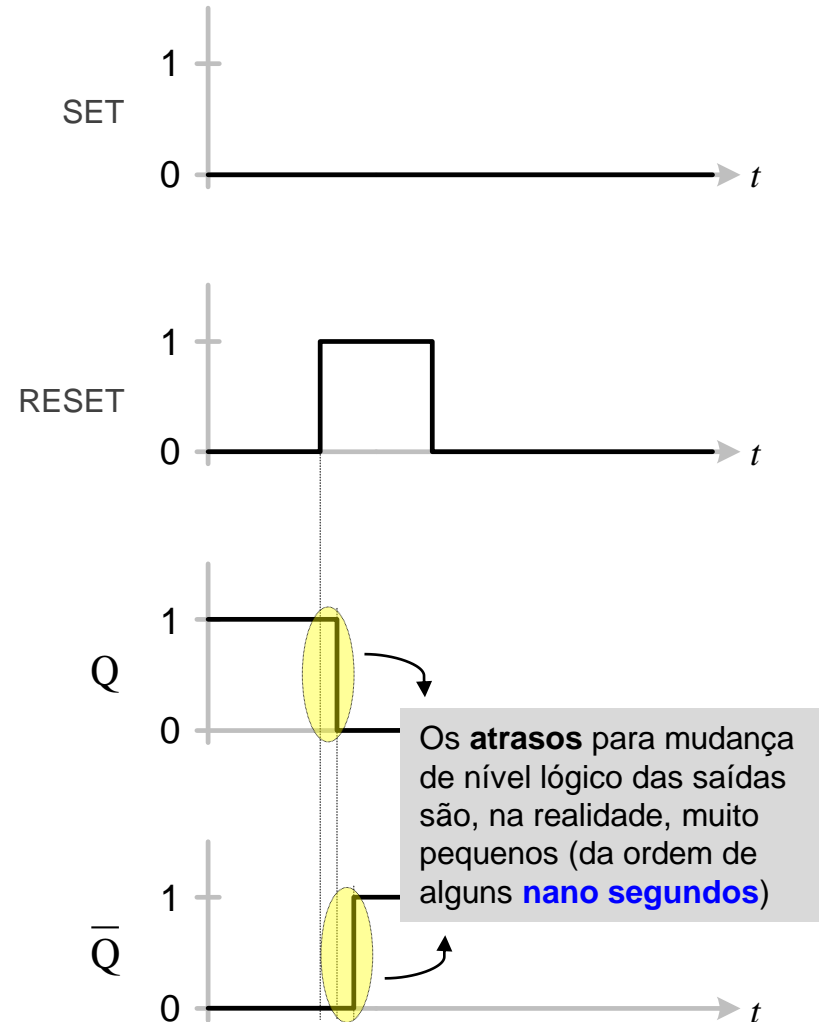 1
SET
0
t
1
RESET
0
t
1
Q
0
Os atrasos para mudança
de nível lógico das saídas
são, na realidade, muito
pequenos (da ordem de
alguns nano segundos)
1
Q̅
0
t